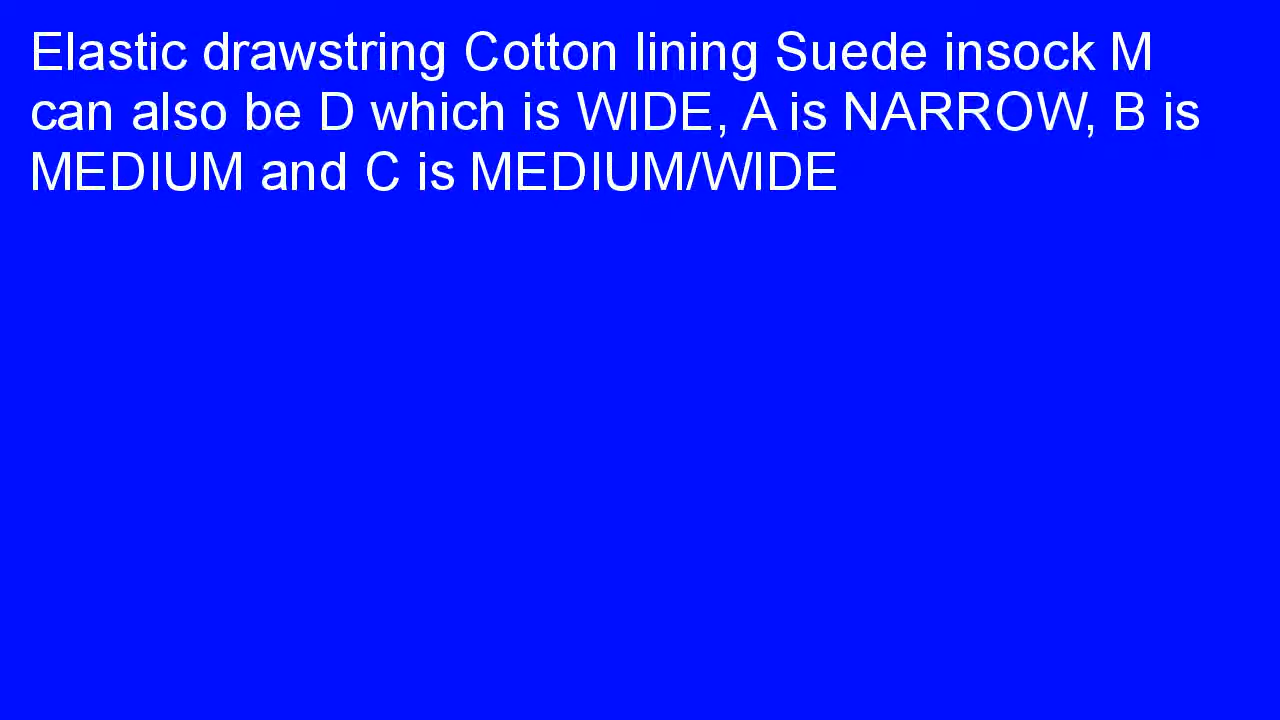 Elastic drawstring Cotton lining Suede insock M
can also be D which is WIDE, A is NARROW, B is
MEDIUM and C is MEDIUM/WIDE